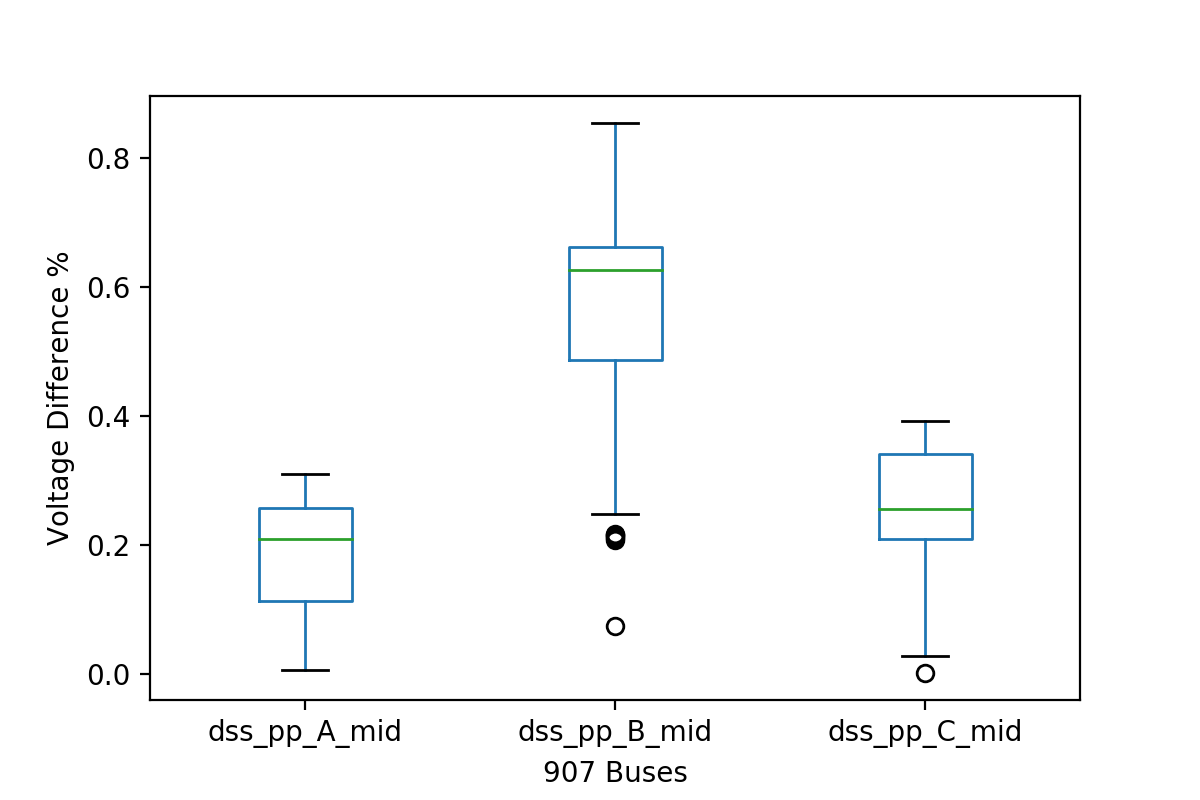 Voltage Difference %
0.8
0.6
0.4
0.2
0.0
dss_pp_A_mid dss_pp_B_mid dss_pp_C_mid
907 Buses